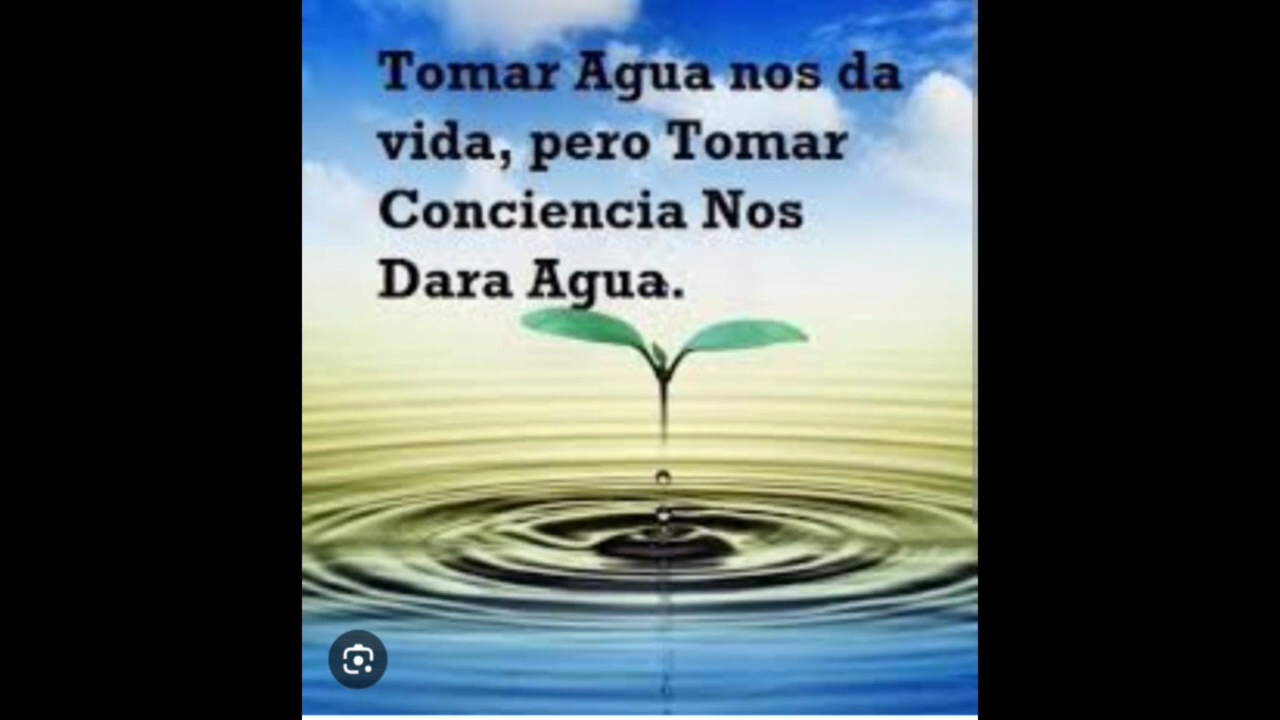 Tomar Agua nos da
vida, pero Tomar
Conciencia Nos
Dara Agua.